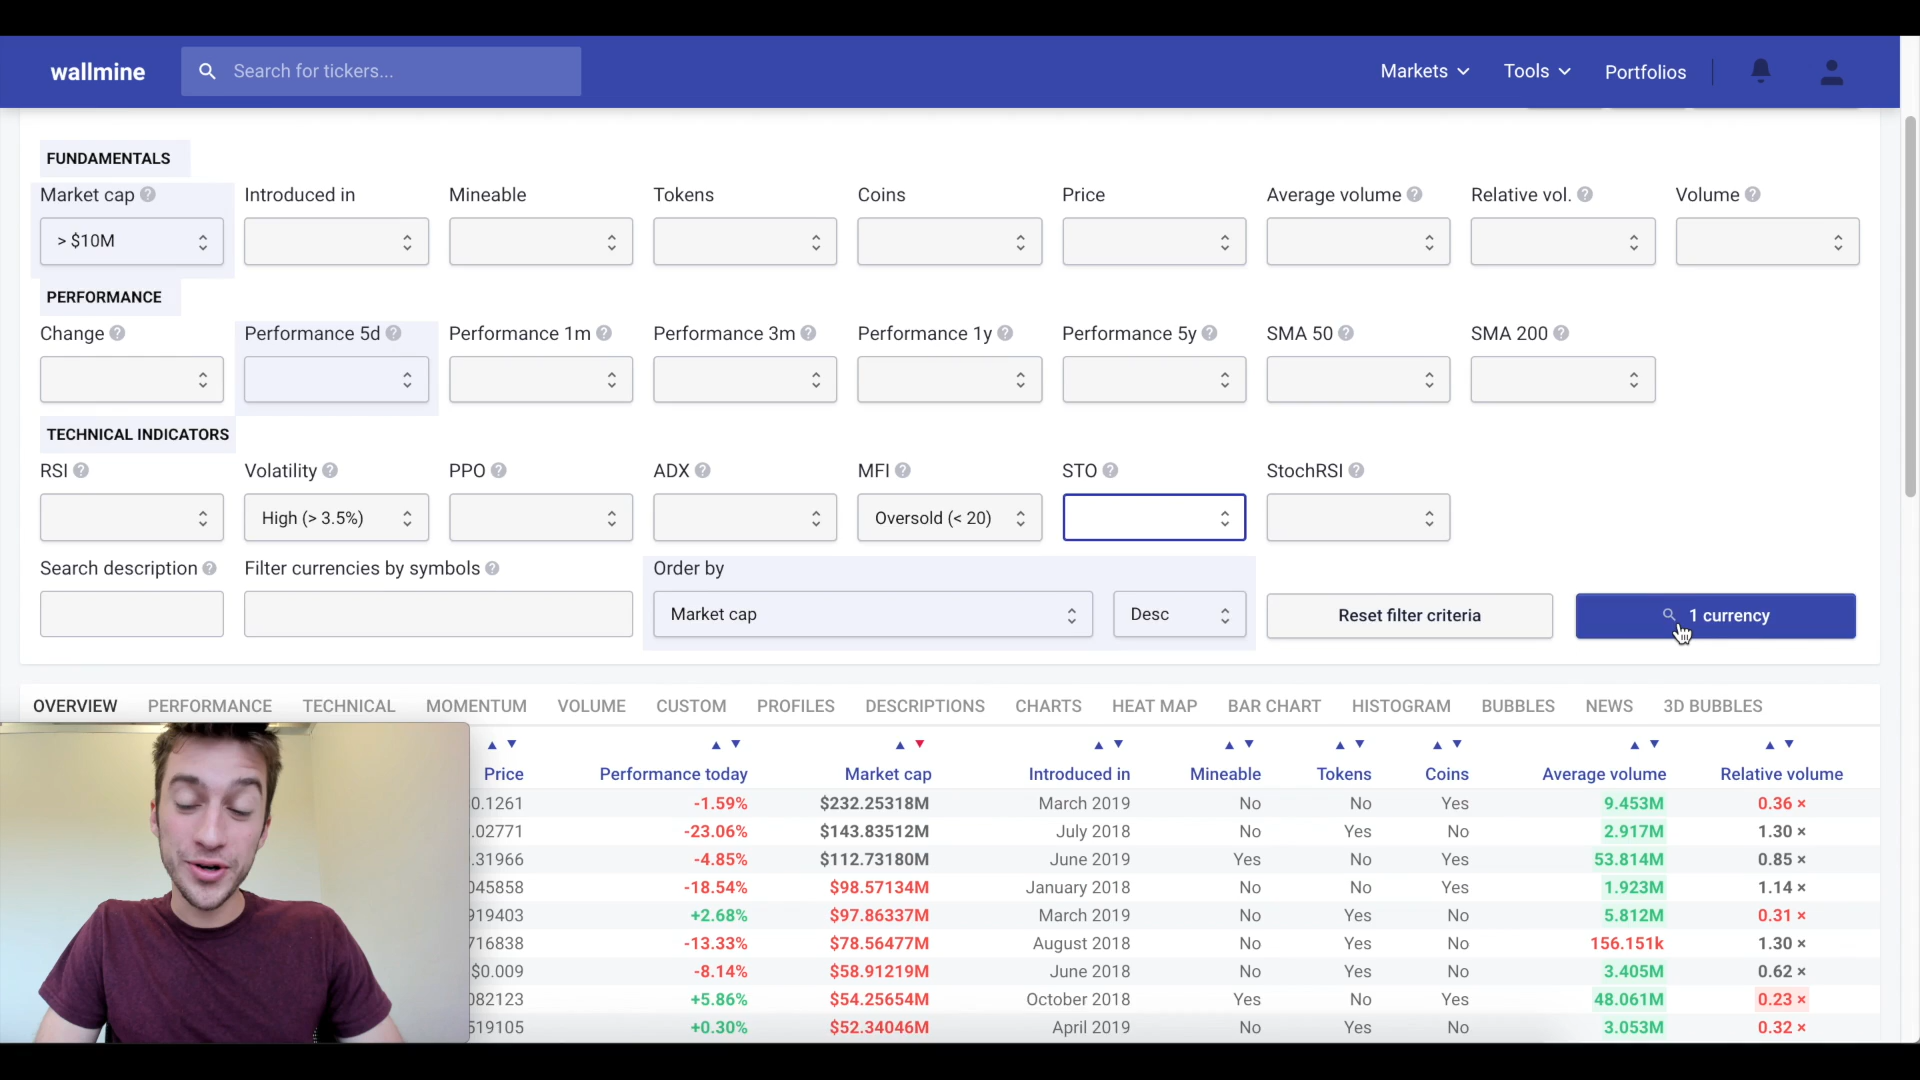 wallmine
Search for tickers...
Markets Tools Portfolios
FUNDAMENTALS
Market cap Introduced in Mineable Tokens Coins Price Average volume Relative vol. Volume
> $10M
PERFORMANCE
Change Performance 5d Performance 1m Performance 3m Performance 1y Performance 5y SMA 50 SMA 200
TECHNICAL INDICATORS
RSI Volatility PPO ADX MFI STO StochRSI
High (> 3.5%) Oversold (< 20)
Search description Filter currencies by symbols Order by
Market cap Desc Reset filter criteria 1 currency
OVERVIEW PERFORMANCE TECHNICAL MOMENTUM VOLUME CUSTOM PROFILES DESCRIPTIONS CHARTS HEAT MAP BAR CHART HISTOGRAM BUBBLES NEWS 3D BUBBLES
Price Performance today Market cap Introduced in Mineable Tokens Coins Average volume Relative volume
0.1261 -1.59% $232.25318M March 2019 No No Yes 9.453M 0.36 ×
.02771 -23.06% $143.83512M July 2018 No Yes No 2.917M 1.30 ×
.31966 -4.85% $112.73180M June 2019 Yes No Yes 53.814M 0.85 ×
045858 -18.54% $98.57134M January 2018 No No Yes 1.923M 1.14 ×
919403 +2.68% $97.86337M March 2019 No Yes No 5.812M 0.31 ×
716838 -13.33% $78.56477M August 2018 No Yes No 156.151k 1.30 ×
$0.009 -8.14% $58.91219M June 2018 No Yes No 3.405M 0.62 ×
082123 +5.86% $54.25654M October 2018 Yes No Yes 48.061M 0.23 ×
519105 +0.30% $52.34046M April 2019 No Yes No 3.053M 0.32 ×